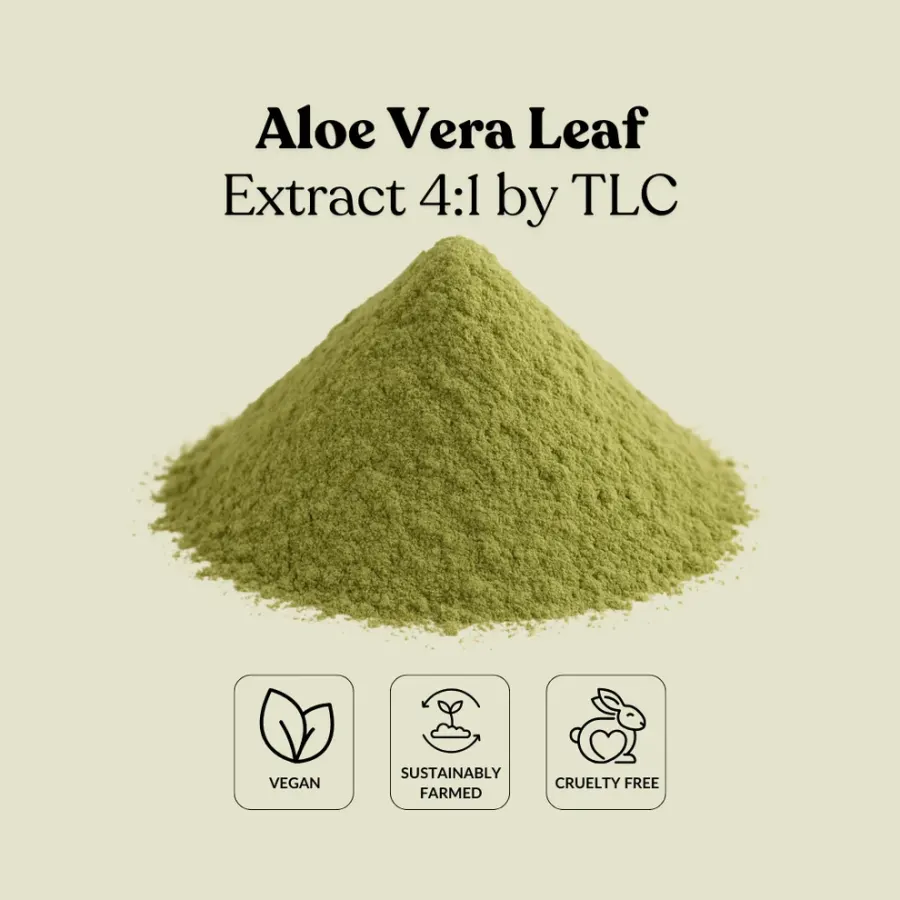 Aloe Vera Leaf
Extract 4:1 by TLC
VEGAN
SUSTAINABLY
FARMED
CRUELTY FREE